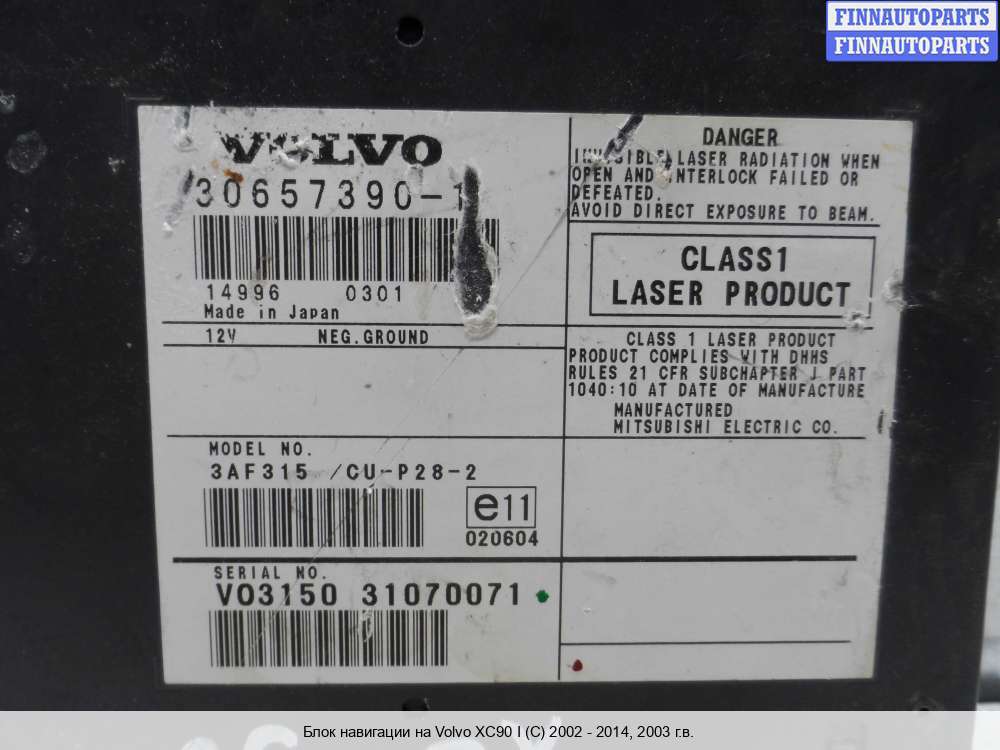 FINNAUTOPARTS
FINNAUTOPARTS
VOLVO
30657390-1
14996 0301
Made in Japan
12V NEG. GROUND
MODEL NO.
3AF315 /CU-P28-2
e11
020604
SERIAL NO.
V03150 31070071
DANGER
INVISIBLE LASER RADIATION WHEN
OPEN AND INTERLOCK FAILED OR
DEFEATED.
AVOID DIRECT EXPOSURE TO BEAM.
CLASS1
LASER PRODUCT
CLASS 1 LASER PRODUCT
PRODUCT COMPLIES WITH DHHS
RULES 21 CFR SUBCHAPTER J PART
1040:10 AT DATE OF MANUFACTURE
MANUFACTURED
MITSUBISHI ELECTRIC CO.
Блок навигации на Volvo XC90 I (C) 2002 - 2014, 2003 г.в.